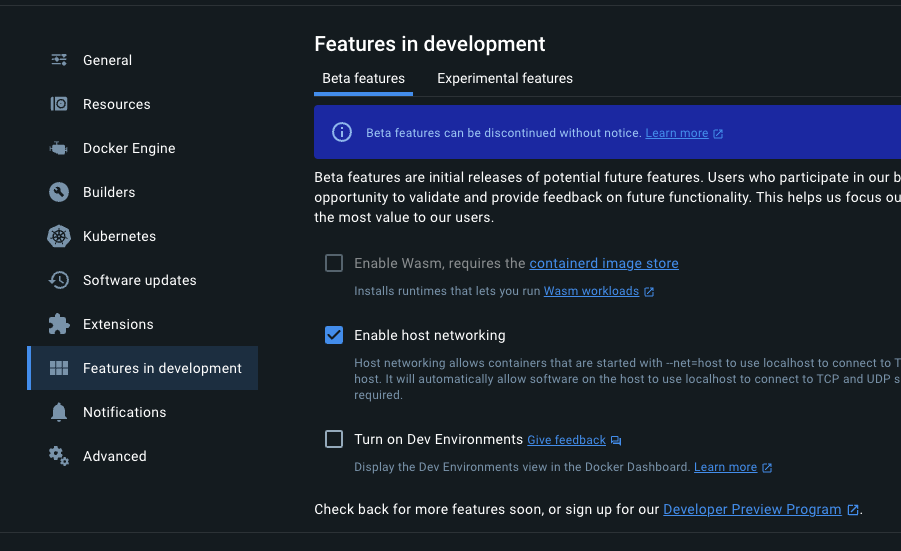 General
Resources
Docker Engine
Builders
Kubernetes
Software updates
Extensions
Features in development
Notifications
Advanced
Features in development
Beta features
Experimental features
Beta features can be discontinued without notice. Learn more
Beta features are initial releases of potential future features. Users who participate in our b
opportunity to validate and provide feedback on future functionality. This helps us focus ou
the most value to our users.
Enable Wasm, requires the containerd image store
Installs runtimes that lets you run Wasm workloads
Enable host networking
Host networking allows containers that are started with --net=host to use localhost to connect to T
host. It will automatically allow software on the host to use localhost to connect to TCP and UDP s
required.
Turn on Dev Environments Give feedback
Display the Dev Environments view in the Docker Dashboard. Learn more
Check back for more features soon, or sign up for our Developer Preview Program.